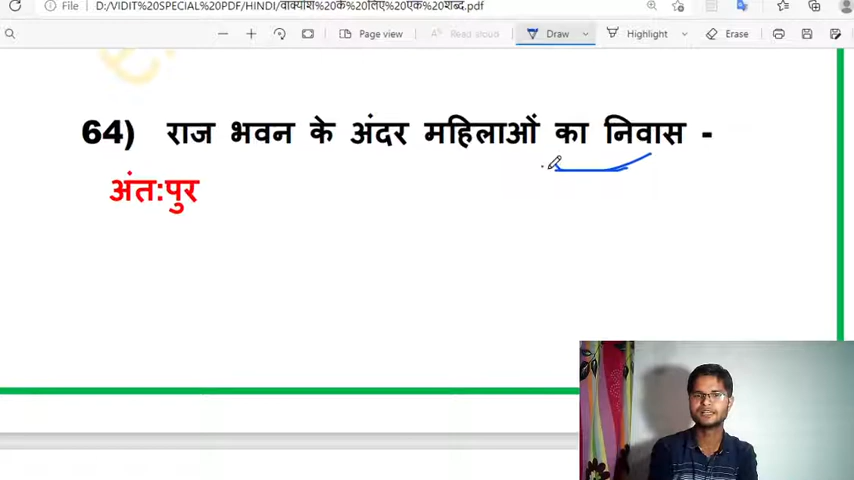 File D:/VIDIT%20SPECIAL%20PDF/HINDI/वाक्यांश%20के%20लिए%20एक%20शब्द.pdf
Page view Read aloud Draw Highlight Erase
64) राज भवन के अंदर महिलाओं का निवास -
अंत:पुर